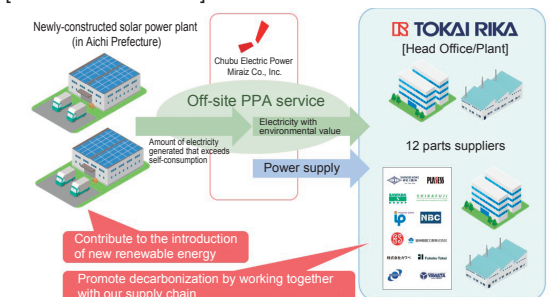 Newly-constructed solar power plant
(in Aichi Prefecture)
Chubu Electric Power
Miraiz Co., Inc.
TOKAI RIKA
[Head Office/Plant]
Off-site PPA service
Electricity with
environmental value
Amount of electricity
generated that exceeds
self-consumption
Power supply
12 parts suppliers
NBC
Contribute to the introduction
of new renewable energy
Promote decarbonization by working together
with our supply chain